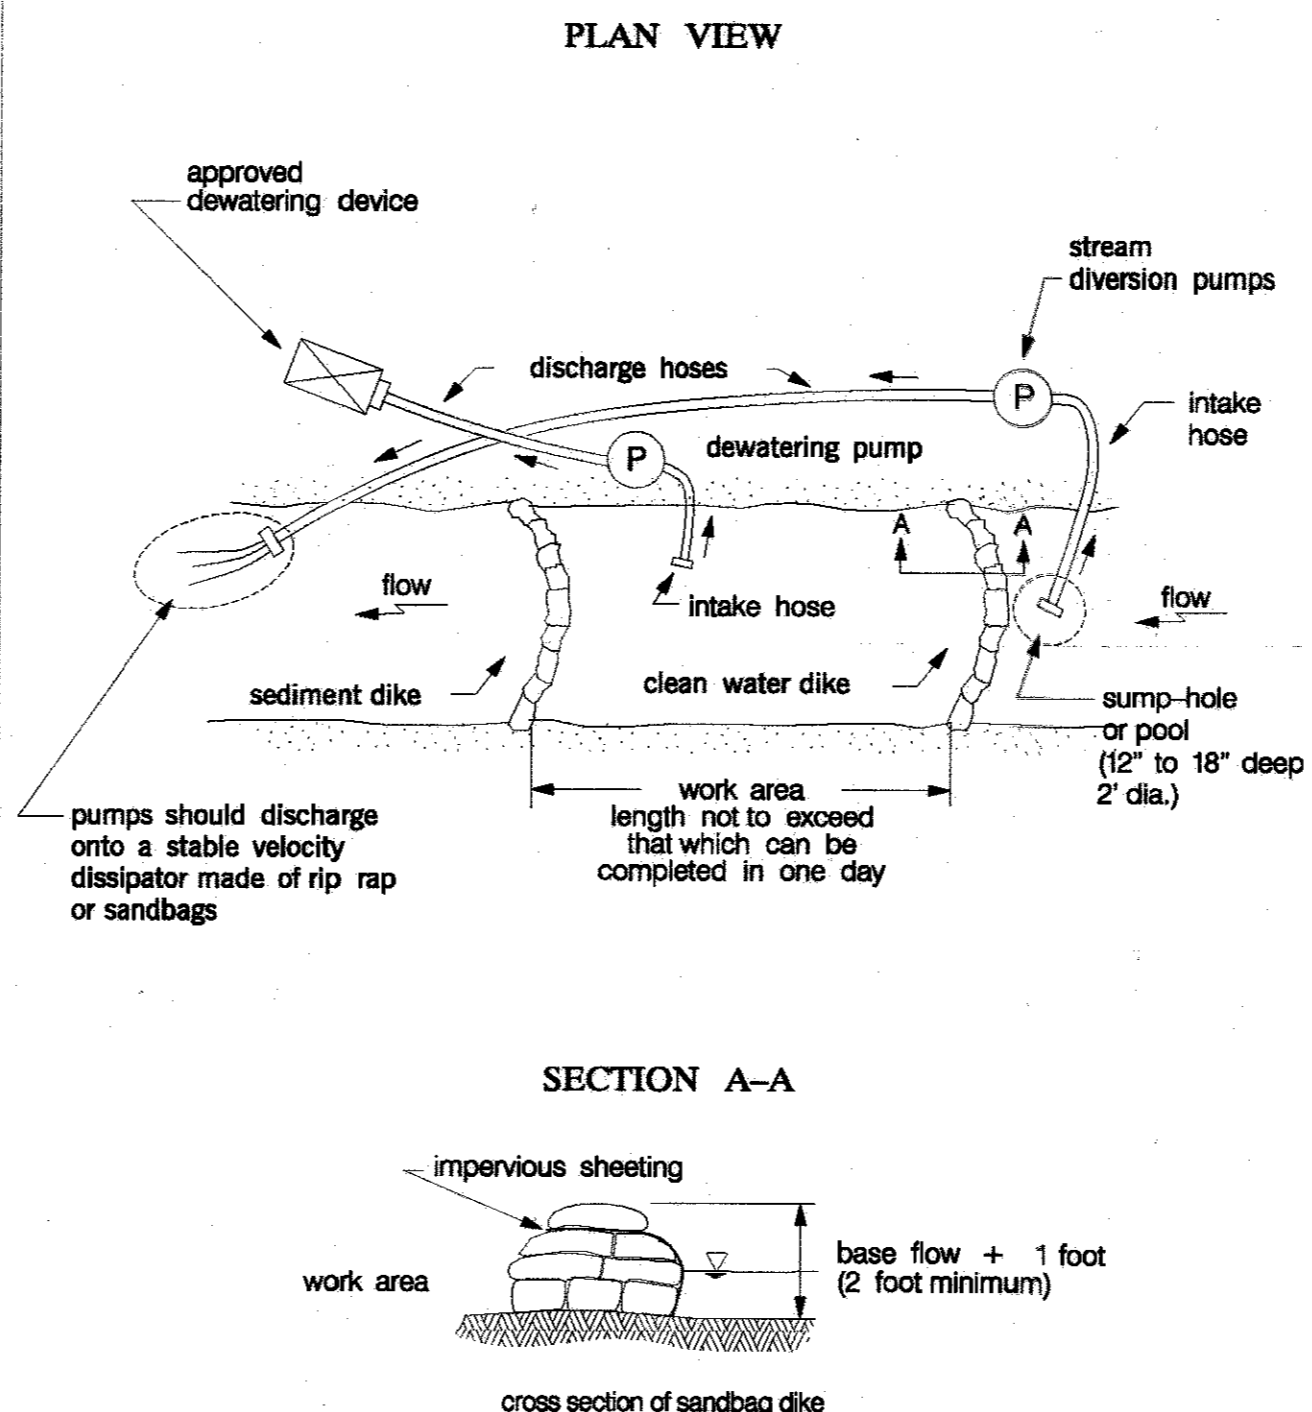 PLAN VIEW
approved
dewatering device
stream
diversion pumps
discharge hoses
P
intake
hose
P
dewatering pump
A
A
flow
intake hose
flow
sediment dike
clean water dike
sump-hole
or pool
(12" to 18" deep
2' dia.)
work area
length not to exceed
that which can be
completed in one day
pumps should discharge
onto a stable velocity
dissipator made of rip rap
or sandbags
SECTION A-A
impervious sheeting
work area
base flow + 1 foot
(2 foot minimum)
cross section of sandbag dike